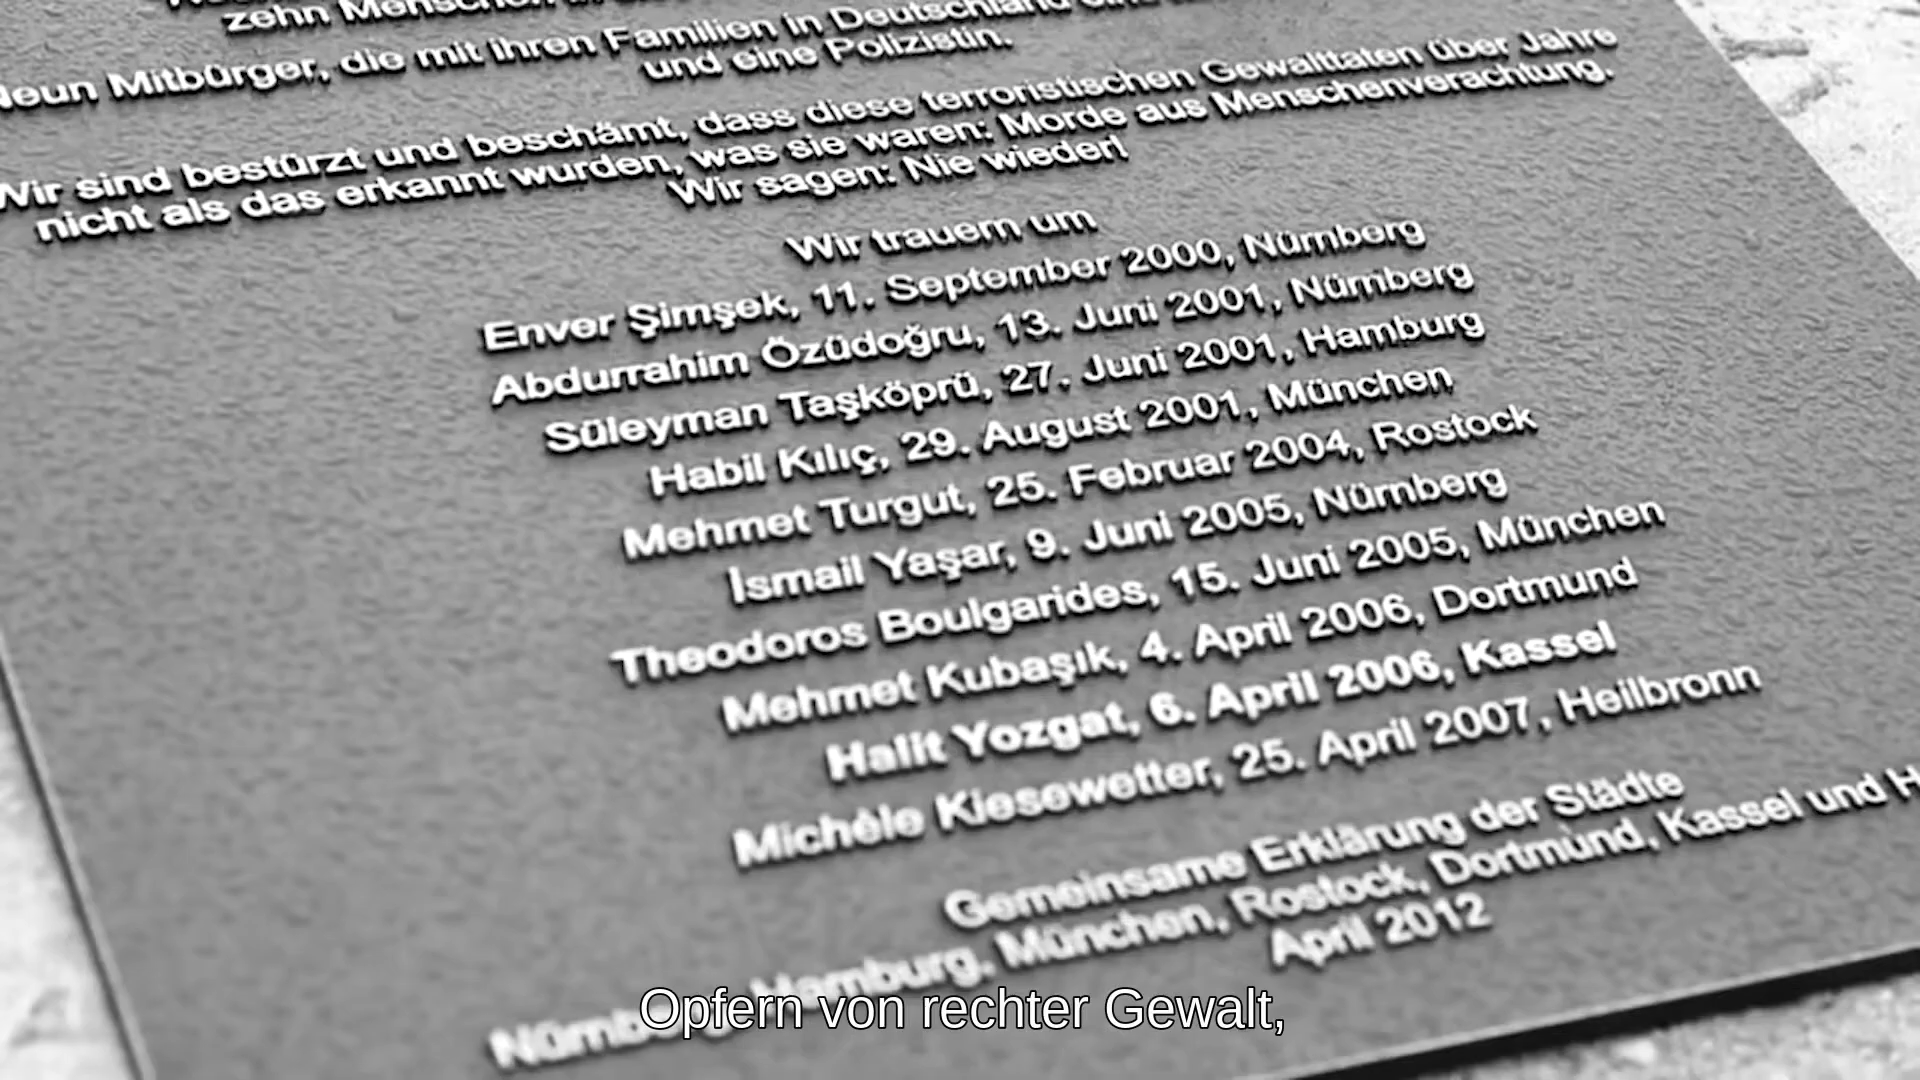 zehn Menschen
Neun Mitbürger, die mit ihren Familien in Deutschland eine
und eine Polizistin.
Wir sind bestürzt und beschämt, dass diese terroristischen Gewalttaten über Jahre
nicht als das erkannt wurden, was sie waren: Morde aus Menschenverachtung.
Wir sagen: Nie wieder!
Wir trauern um
Enver Şimşek, 11. September 2000, Nürnberg
Abdurrahim Özüdoğru, 13. Juni 2001, Nürnberg
Süleyman Taşköprü, 27. Juni 2001, Hamburg
Habil Kılıç, 29. August 2001, München
Mehmet Turgut, 25. Februar 2004, Rostock
İsmail Yaşar, 9. Juni 2005, Nürnberg
Theodoros Boulgarides, 15. Juni 2005, München
Mehmet Kubaşık, 4. April 2006, Dortmund
Halit Yozgat, 6. April 2006, Kassel
Michéle Kiesewetter, 25. April 2007, Heilbronn
Gemeinsame Erklärung der Städte
Nürnberg, Hamburg, München, Rostock, Dortmund, Kassel und H
April 2012
Opfern von rechter Gewalt,